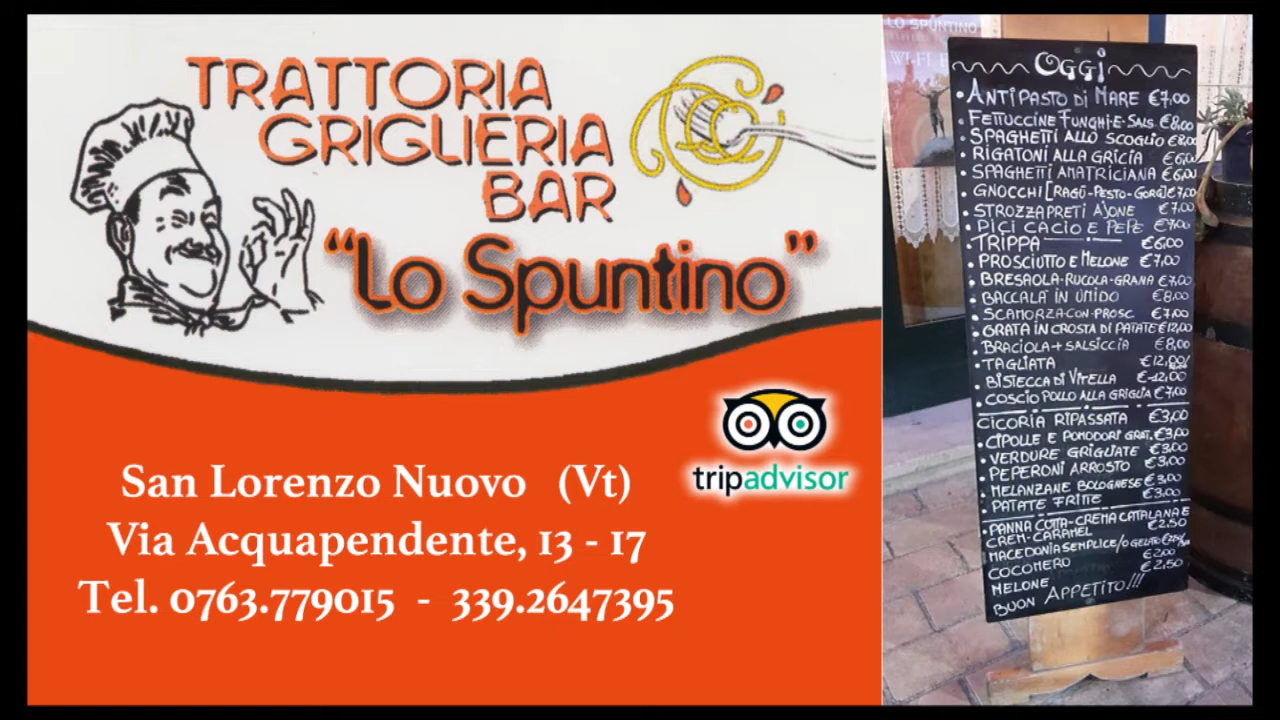 TRATTORIA
GRIGLIERIA
BAR
"Lo Spuntino"
San Lorenzo Nuovo (Vt)
Via Acquapendente, 13 - 17
Tel. 0763.779015 - 339.2647395
tripadvisor
LO SPUNTINO
WI-FI
OGGI
ANTIPASTO DI MARE €7,00
FETTUCCINE FUNGHI-E-SALS. €8,00
SPAGHETTI ALLO SCOGLIO €8,00
RIGATONI ALLA GRICIA €6,00
SPAGHETTI AMATRICIANA €6,00
GNOCCHI [RAGÙ-PESTO-GORG] €7,00
STROZZAPRETI AJONE €7,00
PICI CACIO E PEPE €7,00
TRIPPA €6,00
PROSCIUTTO E MELONE €7,00
BRESAOLA-RUCOLA-GRANA €7,00
BACCALÀ IN UMIDO €8,00
SCAMORZA-CON-PROSC €7,00
ORATA IN CROSTA DI PATATE €12,00
BRACIOLA+SALSICCIA €8,00
TAGLIATA €12,00/
BISTECCA DI VITELLA €-12,00
COSCIO POLLO ALLA GRIGLIA €7,00
CICORIA RIPASSATA €3,00
CIPOLLE E POMODORI GRAT. €3,00
VERDURE GRIGLIATE €3,00
PEPERONI ARROSTO €3,00
MELANZANE BOLOGNESE €3,00
PATATE FRITTE €3,00
PANNA COTTA-CREMA CATALANA E
CREM-CARAMEL €2,50
MACEDONIA SEMPLICE/O GELATO
COCOMERO €2,00
MELONE €2,50
BUON APPETITO!!!